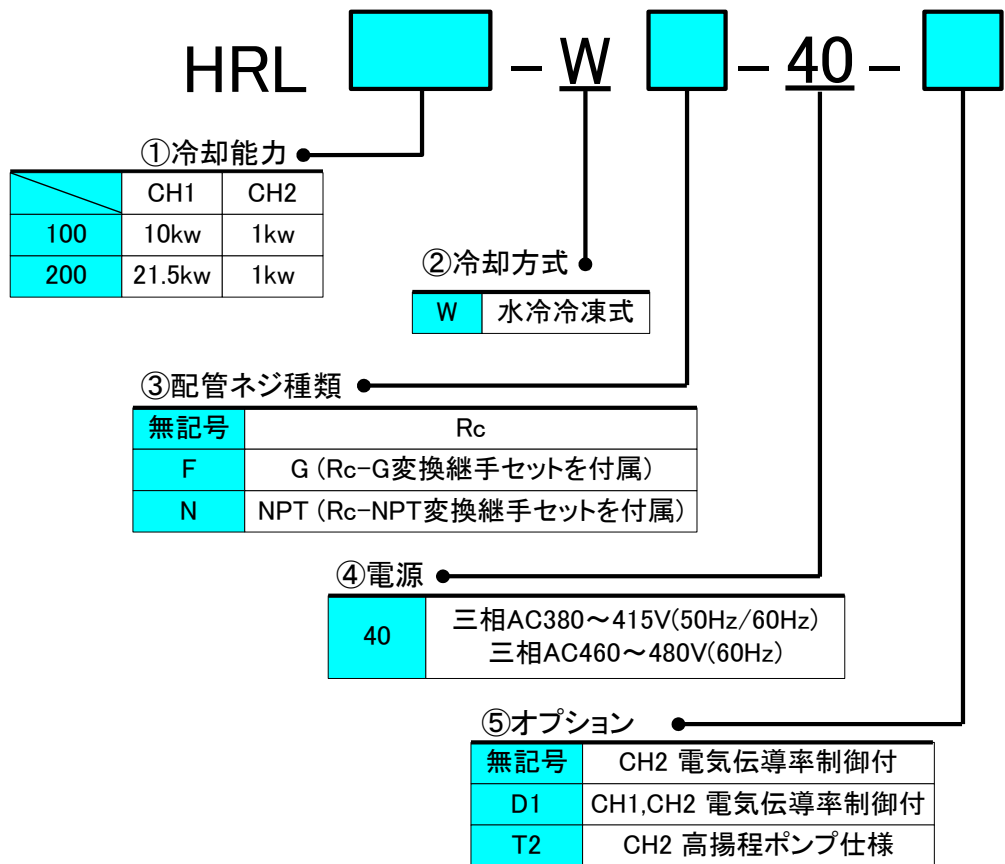 HRL – W – 40 –
①冷却能力
CH1 CH2
100 10kw 1kw
200 21.5kw 1kw
②冷却方式
W 水冷冷凍式
③配管ネジ種類
無記号 Rc
F G (Rc-G変換継手セットを付属)
N NPT (Rc-NPT変換継手セットを付属)
④電源
40 三相AC380～415V(50Hz/60Hz)
三相AC460～480V(60Hz)
⑤オプション
無記号 CH2 電気伝導率制御付
D1 CH1,CH2 電気伝導率制御付
T2 CH2 高揚程ポンプ仕様